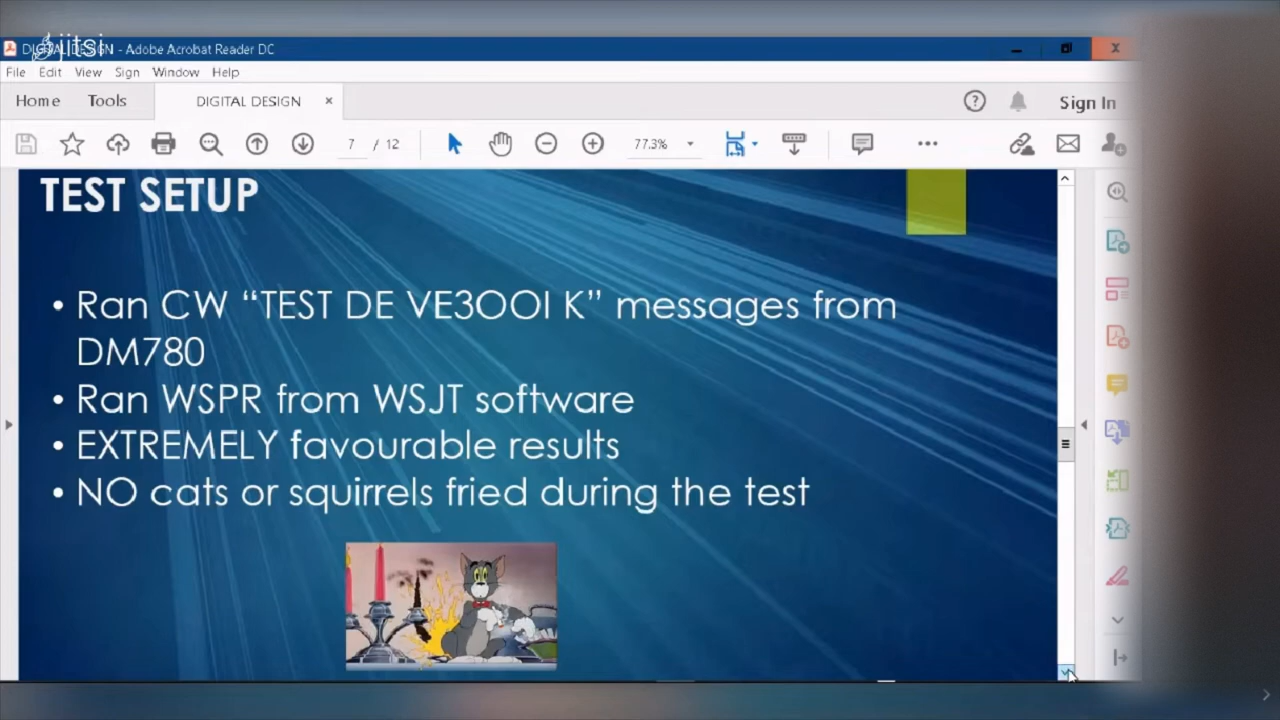 jitsi
DIGITAL DESIGN - Adobe Acrobat Reader DC
File Edit View Sign Window Help
Home Tools DIGITAL DESIGN × Sign In
7 / 12 77.3%
TEST SETUP
• Ran CW “TEST DE VE3OOI K” messages from
DM780
• Ran WSPR from WSJT software
• EXTREMELY favourable results
• NO cats or squirrels fried during the test